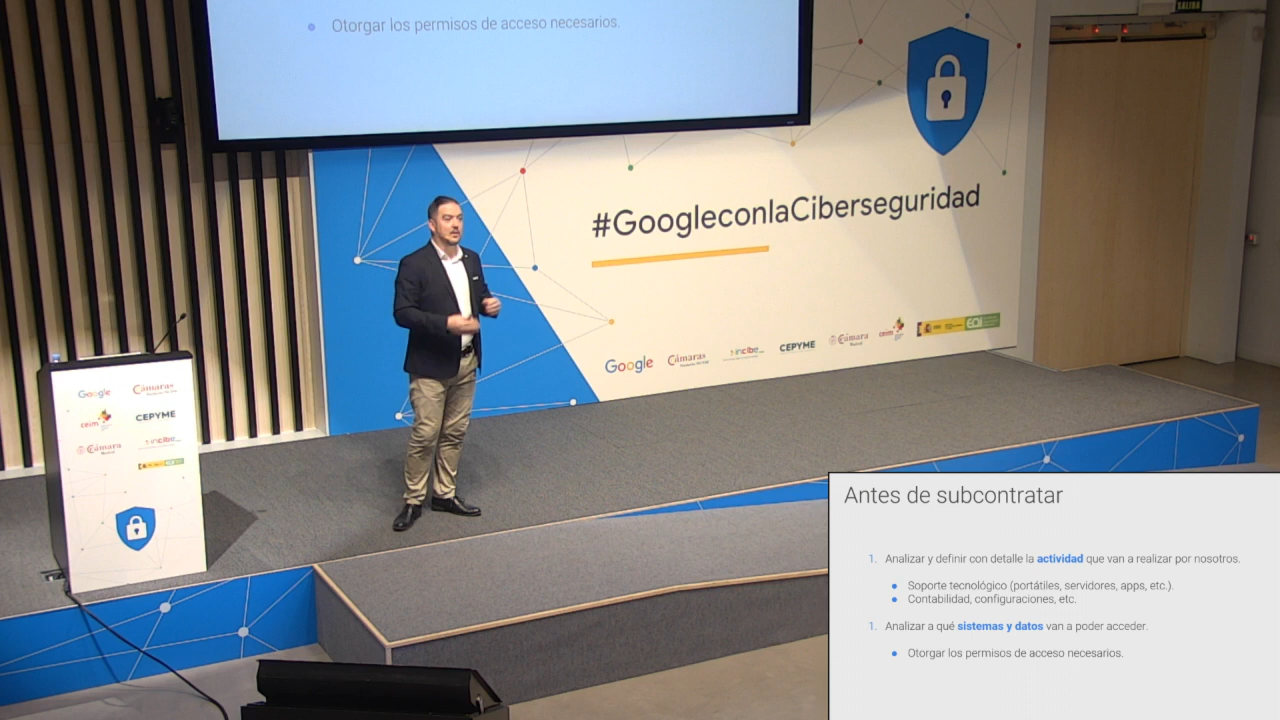 SALIDA
Otorgar los permisos de acceso necesarios.
#GoogleconlaCiberseguridad
Google
Cámaras
incibe
CEPYME
Cámara
Madrid
ceim
EOI
Google
Cámaras
ceim
CEPYME
Cámara
Madrid
incibe
Antes de subcontratar
1. Analizar y definir con detalle la actividad que van a realizar por nosotros.
Soporte tecnológico (portátiles, servidores, apps, etc.).
Contabilidad, configuraciones, etc.
1. Analizar a qué sistemas y datos van a poder acceder.
Otorgar los permisos de acceso necesarios.